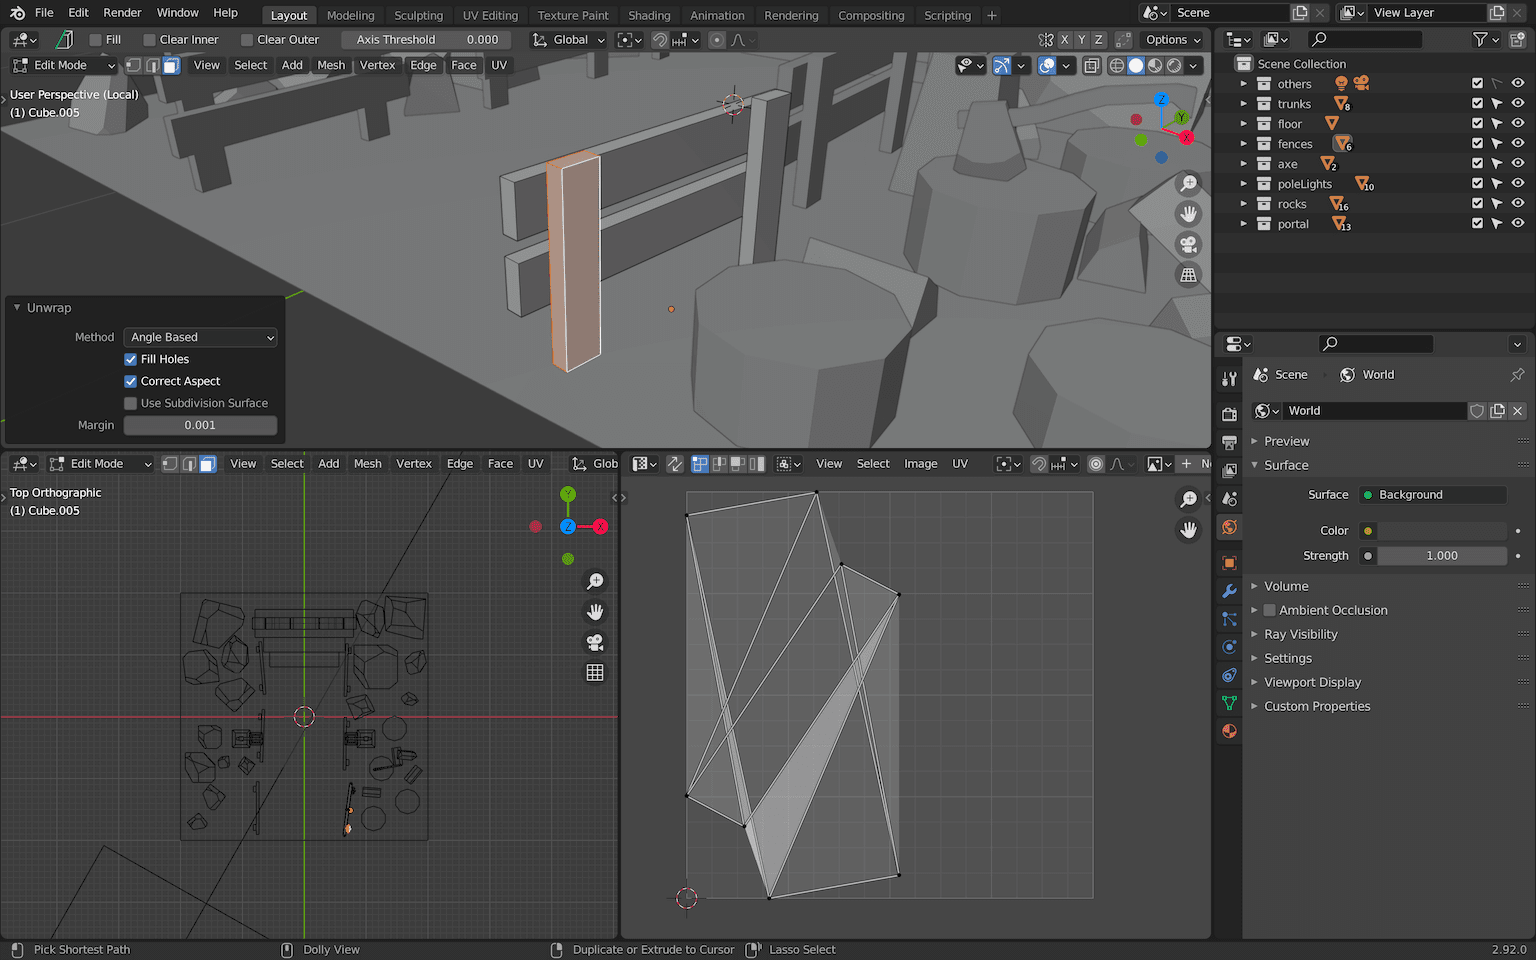 File Edit Render Window Help Layout Modeling Sculpting UV Editing Texture Paint Shading Animation Rendering Compositing Scripting + Scene View Layer
Fill Clear Inner Clear Outer Axis Threshold 0.000 Global X Y Z Options
Edit Mode View Select Add Mesh Vertex Edge Face UV
User Perspective (Local)
(1) Cube.005
Z
Y
X
Unwrap
Method Angle Based
Fill Holes
Correct Aspect
Use Subdivision Surface
Margin 0.001
Scene Collection
others
trunks 8
floor
fences 6
axe 2
poleLights 10
rocks 16
portal 13
Scene World
World
Preview
Surface
Surface Background
Color
Strength 1.000
Volume
Ambient Occlusion
Ray Visibility
Settings
Viewport Display
Custom Properties
Edit Mode View Select Add Mesh Vertex Edge Face UV Glob
Top Orthographic
(1) Cube.005
Y
Z
X
View Select Image UV + N
Pick Shortest Path Dolly View Duplicate or Extrude to Cursor Lasso Select 2.92.0